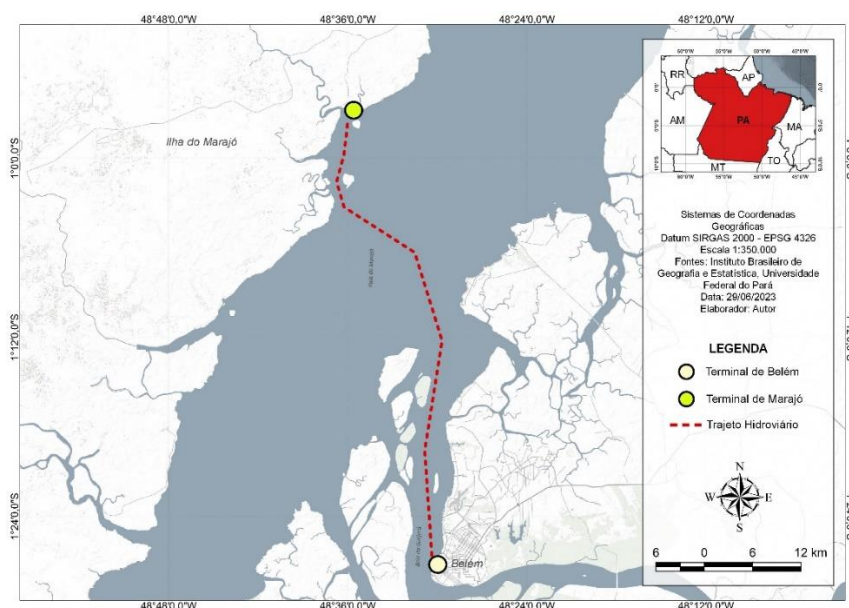 48°48'0.0"W
48°36'0.0"W
48°24'0.0"W
48°12'0.0"W
1°0'0.0"S
1°12'0.0"S
1°24'0.0"S
Ilha do Marajó
Belém
RR
AP
AM
PA
MA
MT
TO
Sistemas de Coordenadas
Geográficas
Datum SIRGAS 2000 - EPSG 4326
Escala 1:350.000
Fontes: Instituto Brasileiro de
Geografia e Estatística, Universidade
Federal do Pará
Data: 29/06/2023
Elaborador: Autor
LEGENDA
Terminal de Belém
Terminal de Marajó
Trajeto Hidroviário
N
W E
S
6 0 6 12 km
48°48'0.0"W
48°36'0.0"W
48°24'0.0"W
48°12'0.0"W